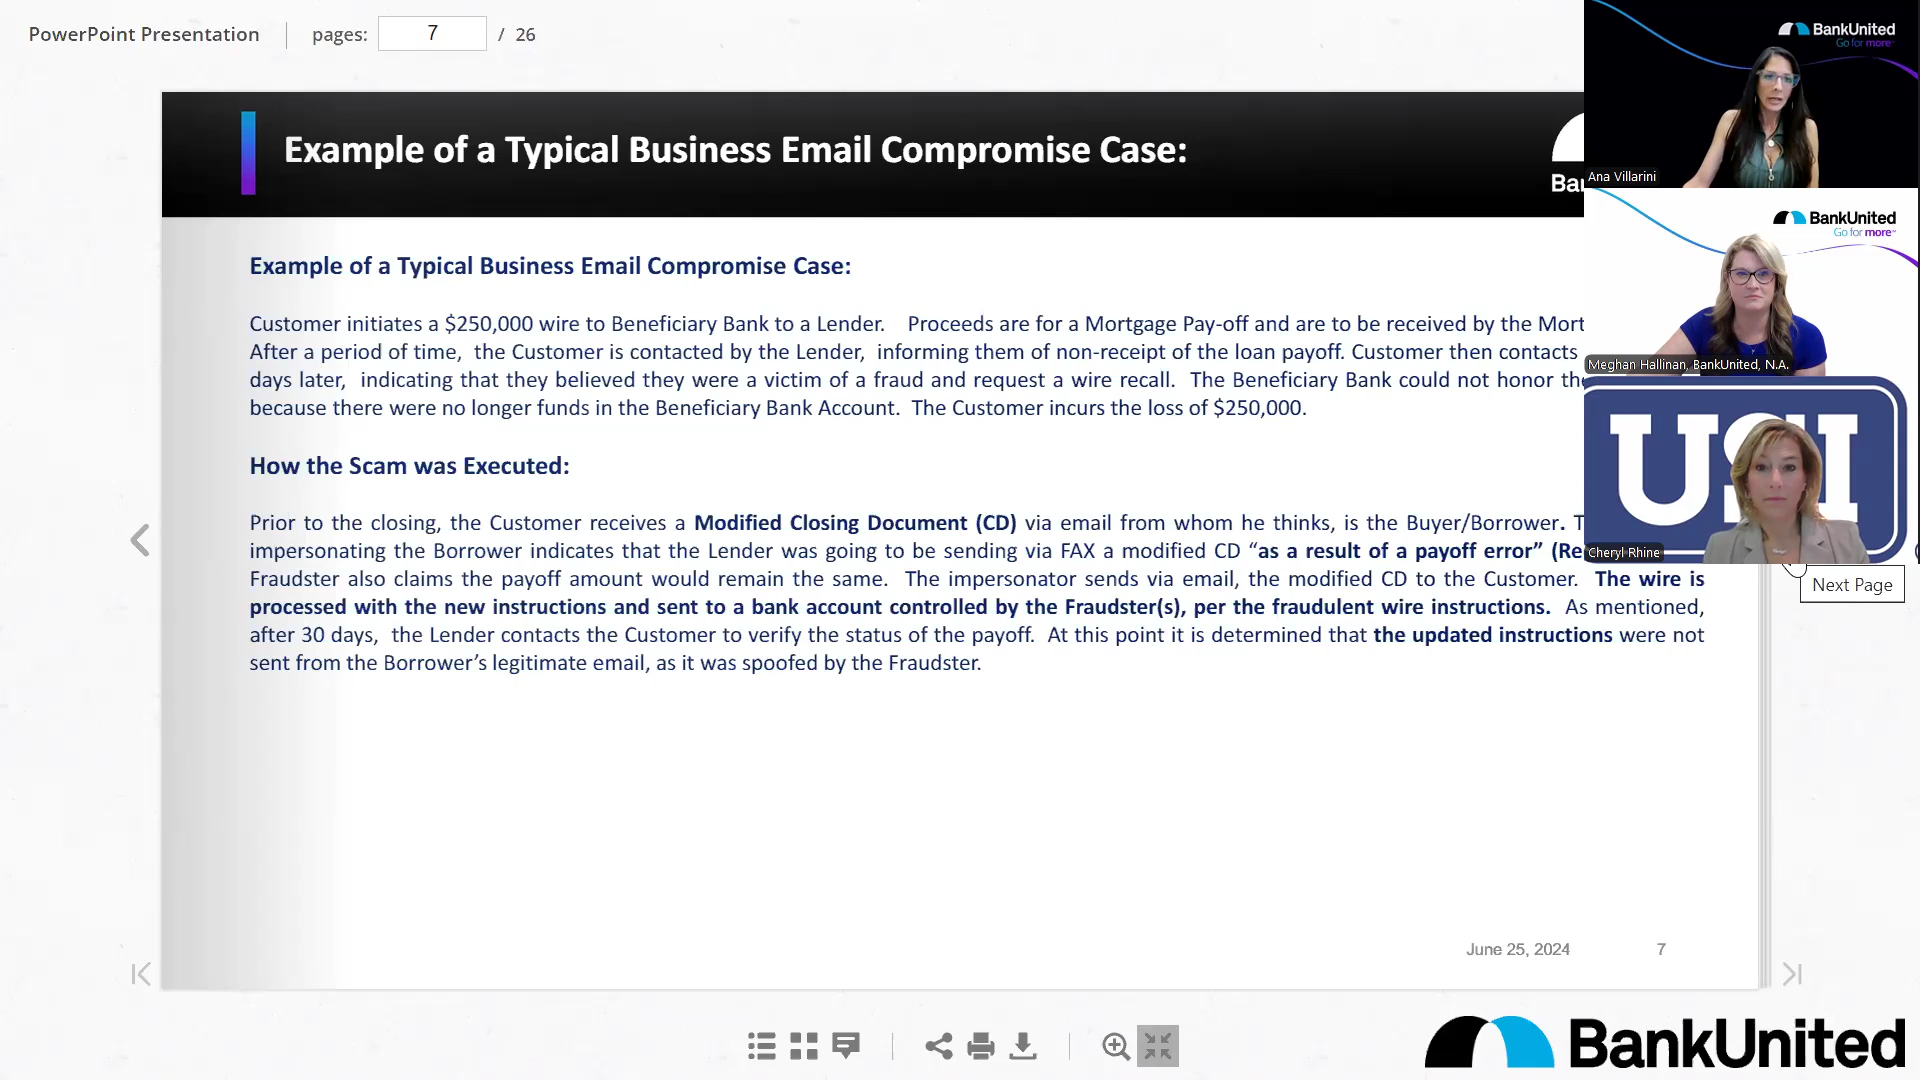 PowerPoint Presentation
pages: 7 / 26
Example of a Typical Business Email Compromise Case:
Example of a Typical Business Email Compromise Case:
Customer initiates a $250,000 wire to Beneficiary Bank to a Lender. Proceeds are for a Mortgage Pay-off and are to be received by the Mort
After a period of time, the Customer is contacted by the Lender, informing them of non-receipt of the loan payoff. Customer then contacts
days later, indicating that they believed they were a victim of a fraud and request a wire recall. The Beneficiary Bank could not honor the
because there were no longer funds in the Beneficiary Bank Account. The Customer incurs the loss of $250,000.
How the Scam was Executed:
Prior to the closing, the Customer receives a Modified Closing Document (CD) via email from whom he thinks, is the Buyer/Borrower. T
impersonating the Borrower indicates that the Lender was going to be sending via FAX a modified CD “as a result of a payoff error” (Re
Fraudster also claims the payoff amount would remain the same. The impersonator sends via email, the modified CD to the Customer. The wire is
processed with the new instructions and sent to a bank account controlled by the Fraudster(s), per the fraudulent wire instructions. As mentioned,
after 30 days, the Lender contacts the Customer to verify the status of the payoff. At this point it is determined that the updated instructions were not
sent from the Borrower’s legitimate email, as it was spoofed by the Fraudster.
June 25, 2024 7
Ban
BankUnited
Go for more™
Ana Villarini
BankUnited
Go for more™
Meghan Hallinan, BankUnited, N.A.
USI
Cheryl Rhine
Next Page
BankUnited